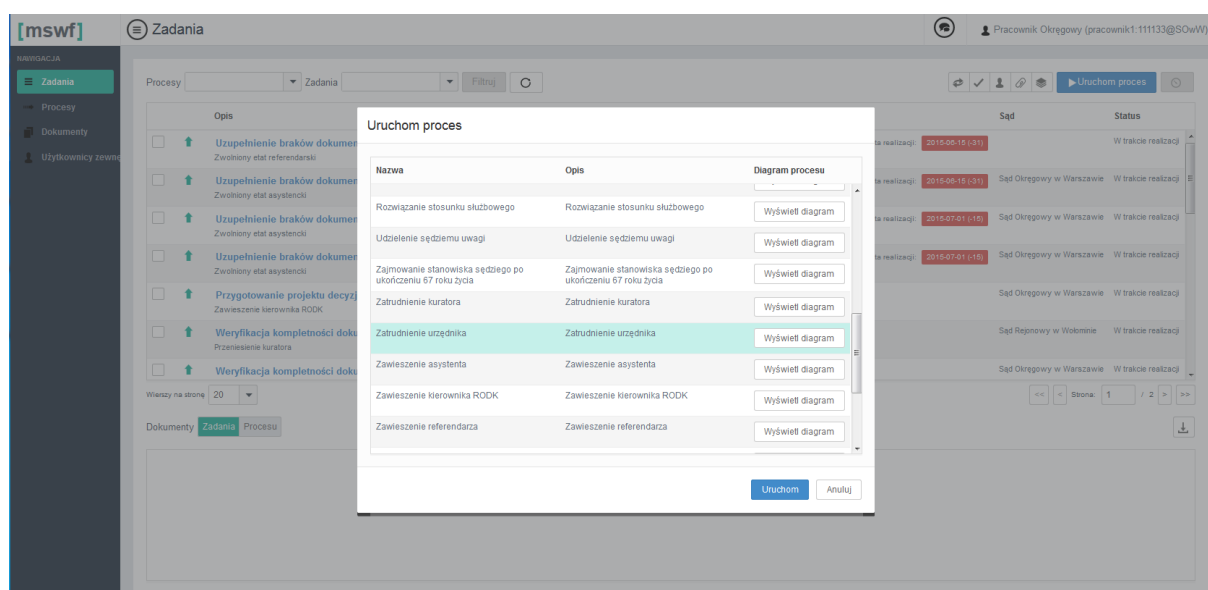 [mswf]
Zadania
Pracownik Okręgowy (pracownik1:111133@SOwW)
NAWIGACJA
Zadania
Procesy
Dokumenty
Użytkownicy zewnę
Procesy
Zadania
Filtruj
Uruchom proces
Opis
Sąd
Status
Uzupełnienie braków dokumen
Zwolniony etat referendarski
ta realizacji:
2015-06-15 (-31)
W trakcie realizacji
Uzupełnienie braków dokumen
Zwolniony etat asystencki
ta realizacji:
2015-06-15 (-31)
Sąd Okręgowy w Warszawie
W trakcie realizacji
Uzupełnienie braków dokumen
Zwolniony etat asystencki
ta realizacji:
2015-07-01 (-15)
Sąd Okręgowy w Warszawie
W trakcie realizacji
Uzupełnienie braków dokumen
Zwolniony etat asystencki
ta realizacji:
2015-07-01 (-15)
Sąd Okręgowy w Warszawie
W trakcie realizacji
Przygotowanie projektu decyzj
Zawieszenie kierownika RODK
Sąd Okręgowy w Warszawie
W trakcie realizacji
Weryfikacja kompletności doku
Przeniesienie kuratora
Sąd Rejonowy w Wołominie
W trakcie realizacji
Weryfikacja kompletności doku
Sąd Okręgowy w Warszawie
W trakcie realizacji
Wierszy na stronę
20
<<
<
Strona:
1
/ 2
>
>>
Dokumenty
Zadania
Procesu
Uruchom proces
Nazwa
Opis
Diagram procesu
Rozwiązanie stosunku służbowego
Rozwiązanie stosunku służbowego
Wyświetl diagram
Udzielenie sędziemu uwagi
Udzielenie sędziemu uwagi
Wyświetl diagram
Zajmowanie stanowiska sędziego po
ukończeniu 67 roku życia
Zajmowanie stanowiska sędziego po
ukończeniu 67 roku życia
Wyświetl diagram
Zatrudnienie kuratora
Zatrudnienie kuratora
Wyświetl diagram
Zatrudnienie urzędnika
Zatrudnienie urzędnika
Wyświetl diagram
Zawieszenie asystenta
Zawieszenie asystenta
Wyświetl diagram
Zawieszenie kierownika RODK
Zawieszenie kierownika RODK
Wyświetl diagram
Zawieszenie referendarza
Zawieszenie referendarza
Wyświetl diagram
Uruchom
Anuluj